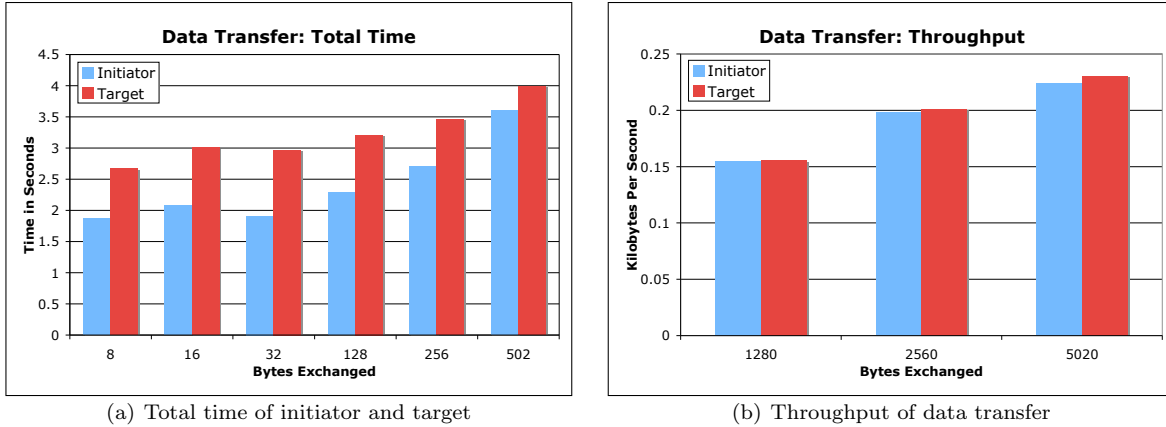 Data Transfer: Total Time
4.5
4
3.5
3
2.5
2
1.5
1
0.5
0
Time in Seconds
Initiator
Target
8 16 32 128 256 502
Bytes Exchanged
(a) Total time of initiator and target
Data Transfer: Throughput
0.25
0.2
0.15
0.1
0.05
0
Kilobytes Per Second
Initiator
Target
1280 2560 5020
Bytes Exchanged
(b) Throughput of data transfer